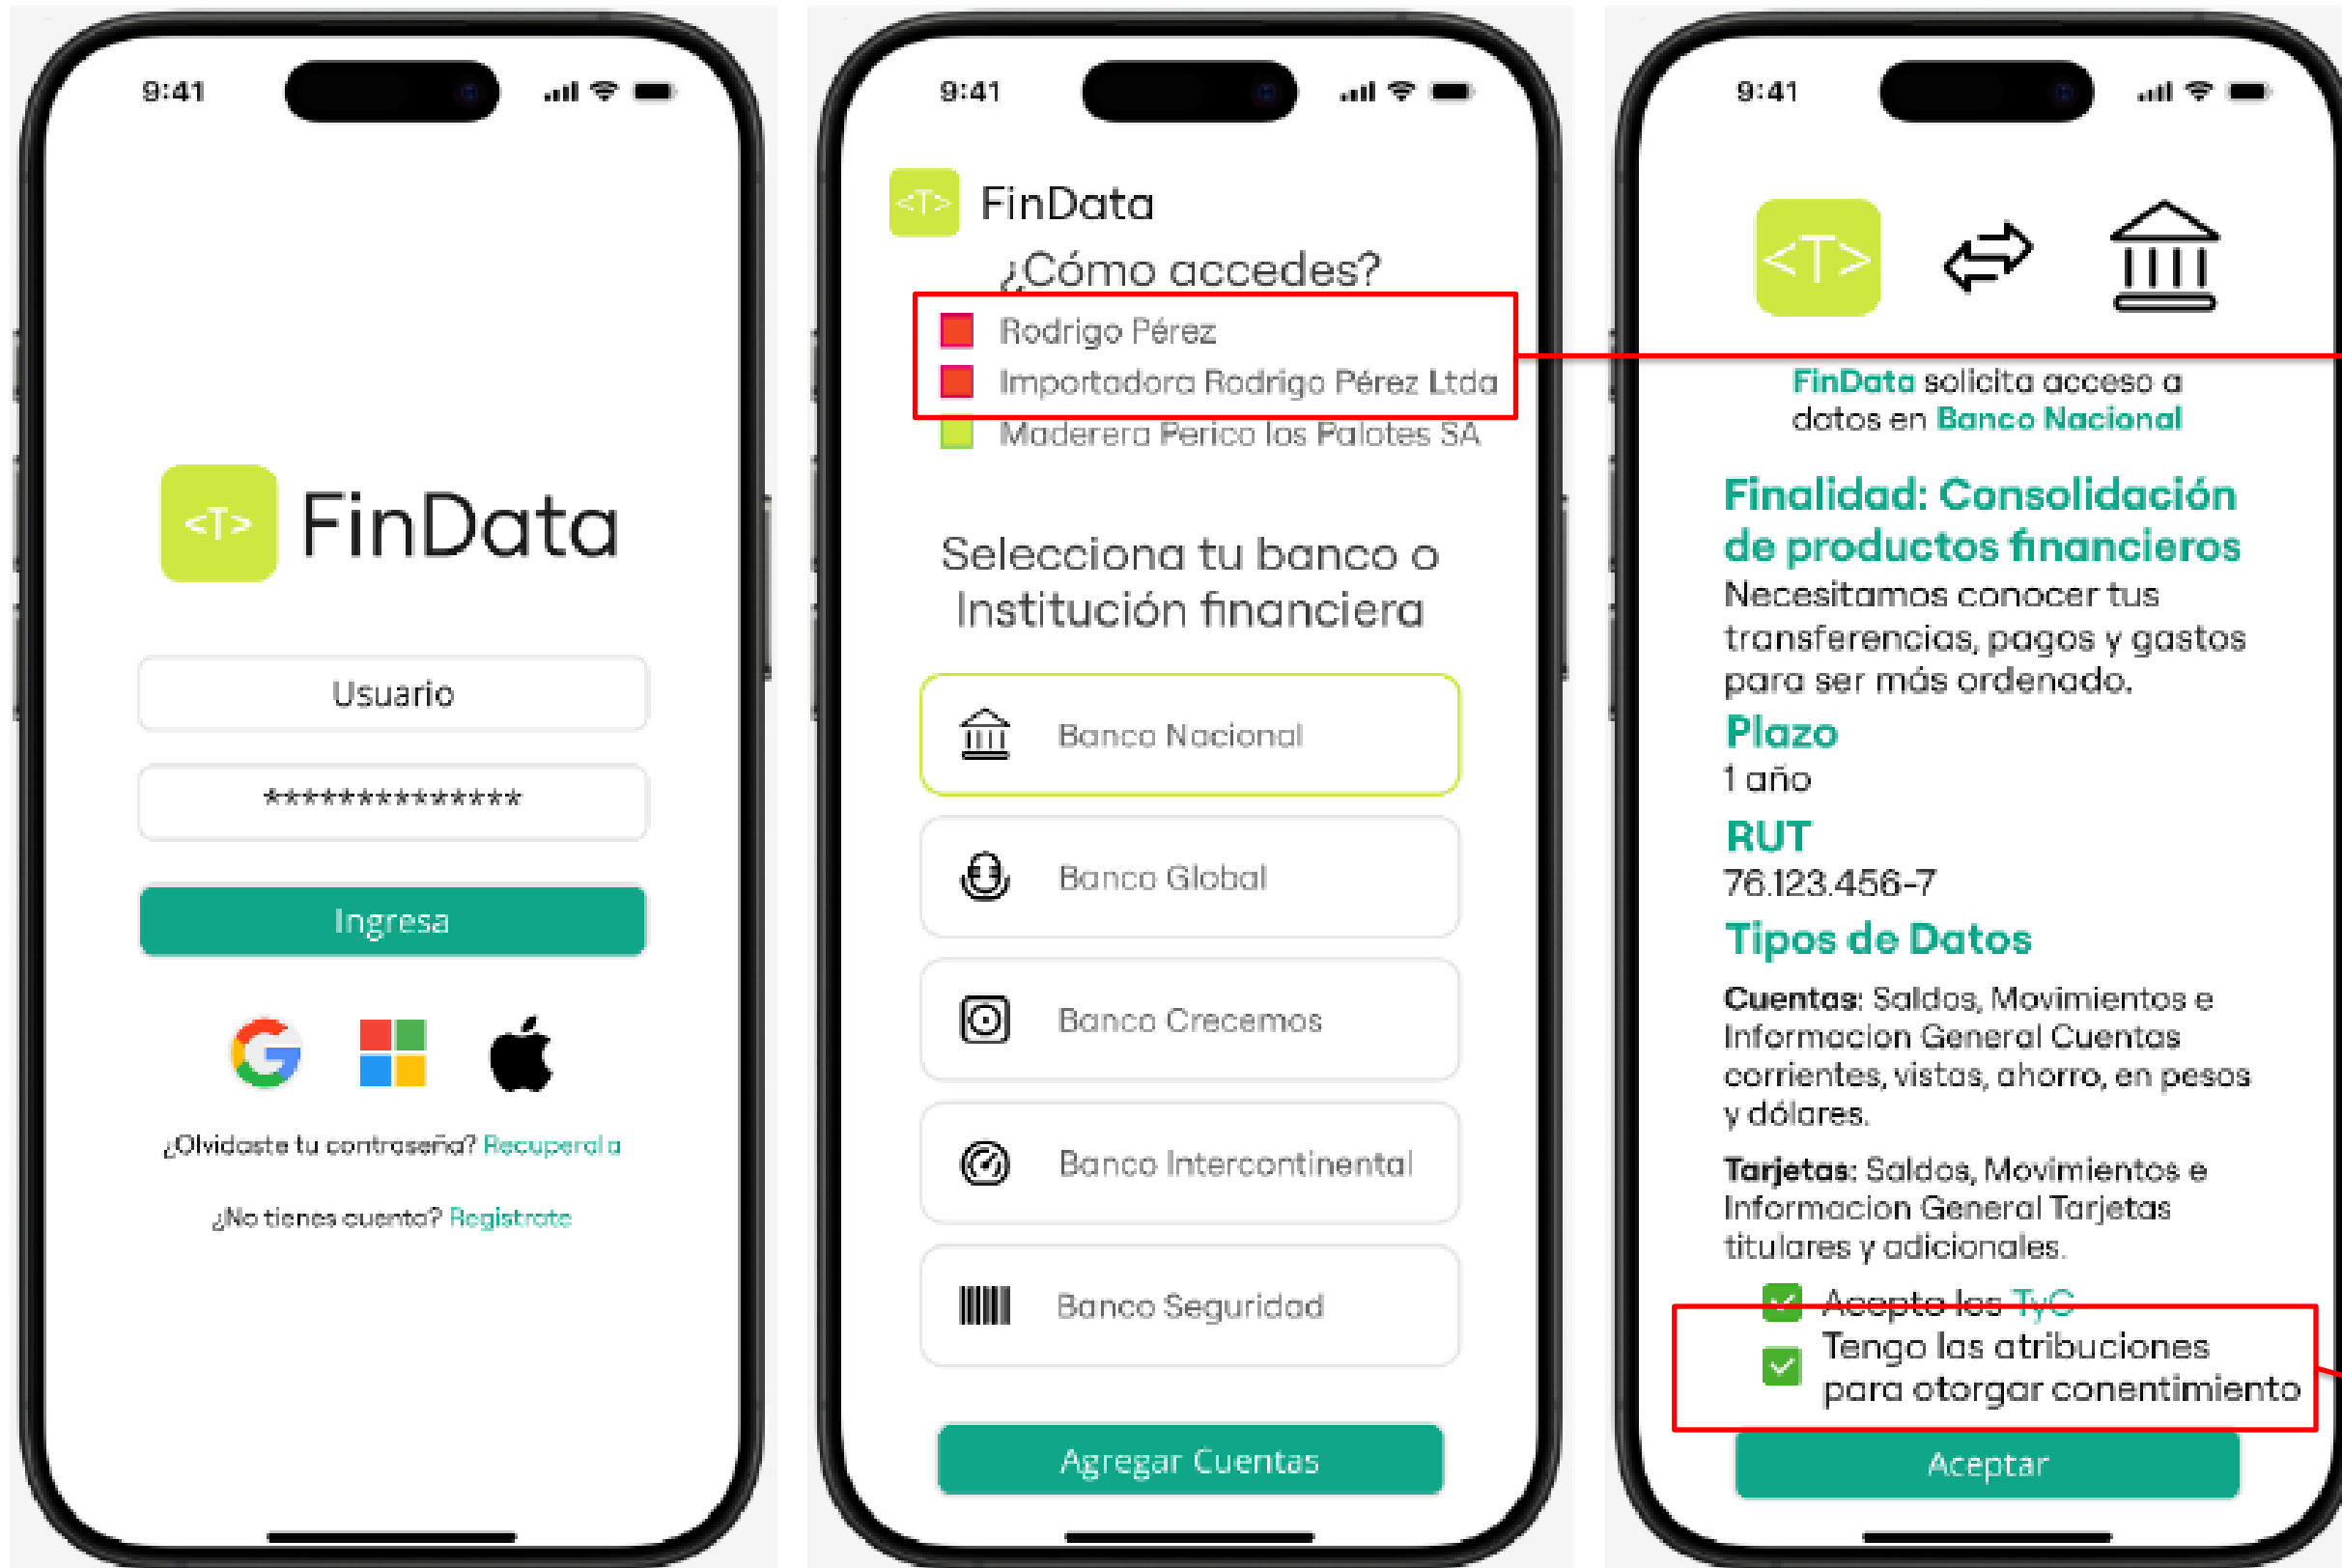 9:41
<T> FinData
Usuario
**************
Ingresa
¿Olvidaste tu contraseña? Recuperala
¿No tienes cuenta? Registrate
9:41
<T> FinData
¿Cómo accedes?
Rodrigo Pérez
Importadora Rodrigo Pérez Ltda
Maderera Perico los Palotes SA
Selecciona tu banco o
Institución financiera
Banco Nacional
Banco Global
Banco Crecemos
Banco Intercontinental
Banco Seguridad
Agregar Cuentas
9:41
<T>
FinData solicita acceso a
datos en Banco Nacional
Finalidad: Consolidación
de productos financieros
Necesitamos conocer tus
transferencias, pagos y gastos
para ser más ordenado.
Plazo
1 año
RUT
76.123.456-7
Tipos de Datos
Cuentas: Saldos, Movimientos e
Informacion General Cuentas
corrientes, vistas, ahorro, en pesos
y dólares.
Tarjetas: Saldos, Movimientos e
Informacion General Tarjetas
titulares y adicionales.
Acepto los TyC
Tengo las atribuciones
para otorgar conentimiento
Aceptar